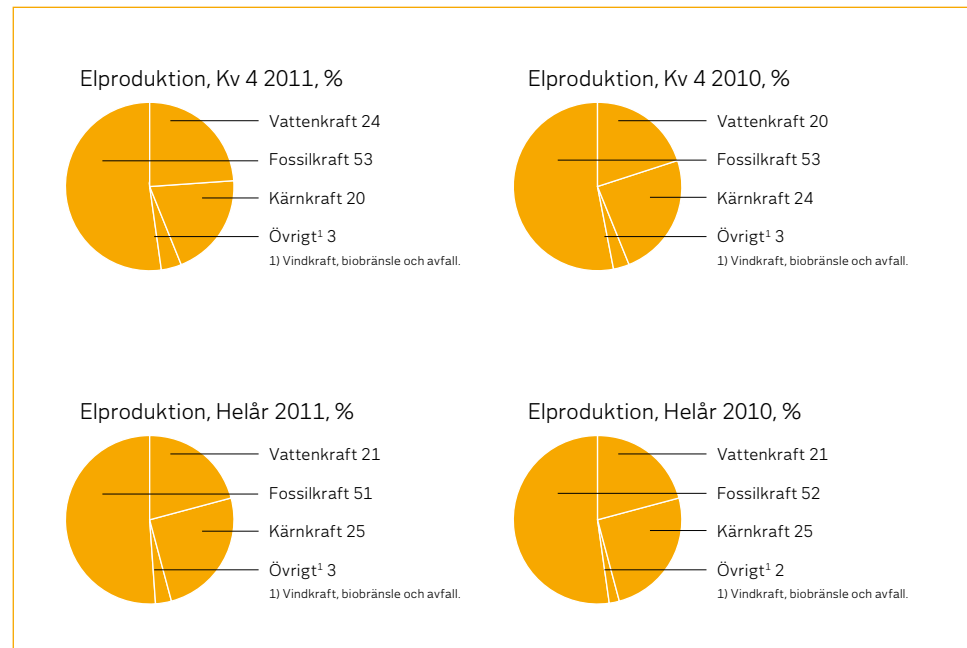 Elproduktion, Kv 4 2011, %
Vattenkraft 24
Fossilkraft 53
Kärnkraft 20
Övrigt¹ 3
1) Vindkraft, biobränsle och avfall.
Elproduktion, Kv 4 2010, %
Vattenkraft 20
Fossilkraft 53
Kärnkraft 24
Övrigt¹ 3
1) Vindkraft, biobränsle och avfall.
Elproduktion, Helår 2011, %
Vattenkraft 21
Fossilkraft 51
Kärnkraft 25
Övrigt¹ 3
1) Vindkraft, biobränsle och avfall.
Elproduktion, Helår 2010, %
Vattenkraft 21
Fossilkraft 52
Kärnkraft 25
Övrigt¹ 2
1) Vindkraft, biobränsle och avfall.